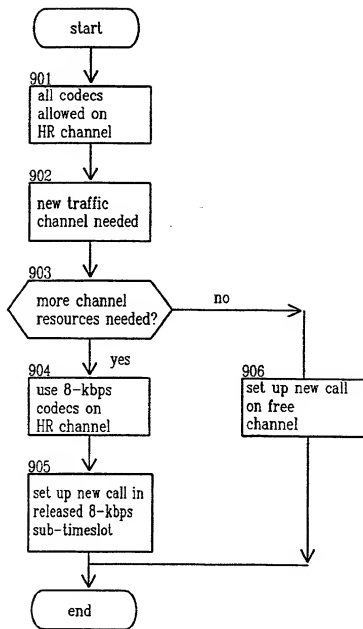 start
901
all codecs
allowed on
HR channel
902
new traffic
channel needed
903
more channel
resources needed?
no
yes
904
use 8-kbps
codecs on
HR channel
906
set up new call
on free
channel
905
set up new call in
released 8-kbps
sub-timeslot
end